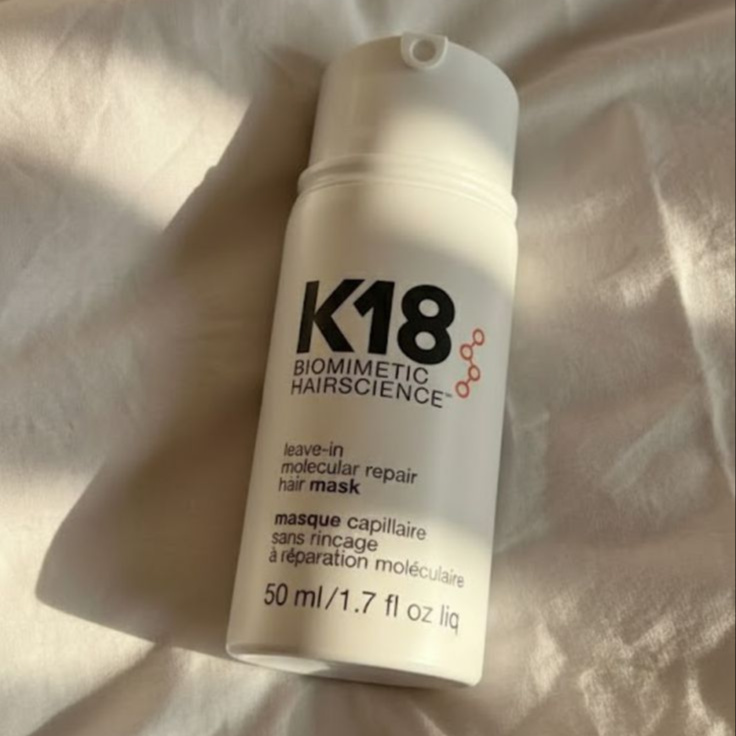 K18
BIOMIMETIC
HAIRSCIENCE™
leave-in
molecular repair
hair mask
masque capillaire
sans rincage
à réparation moléculaire
50 ml/1.7 fl oz liq